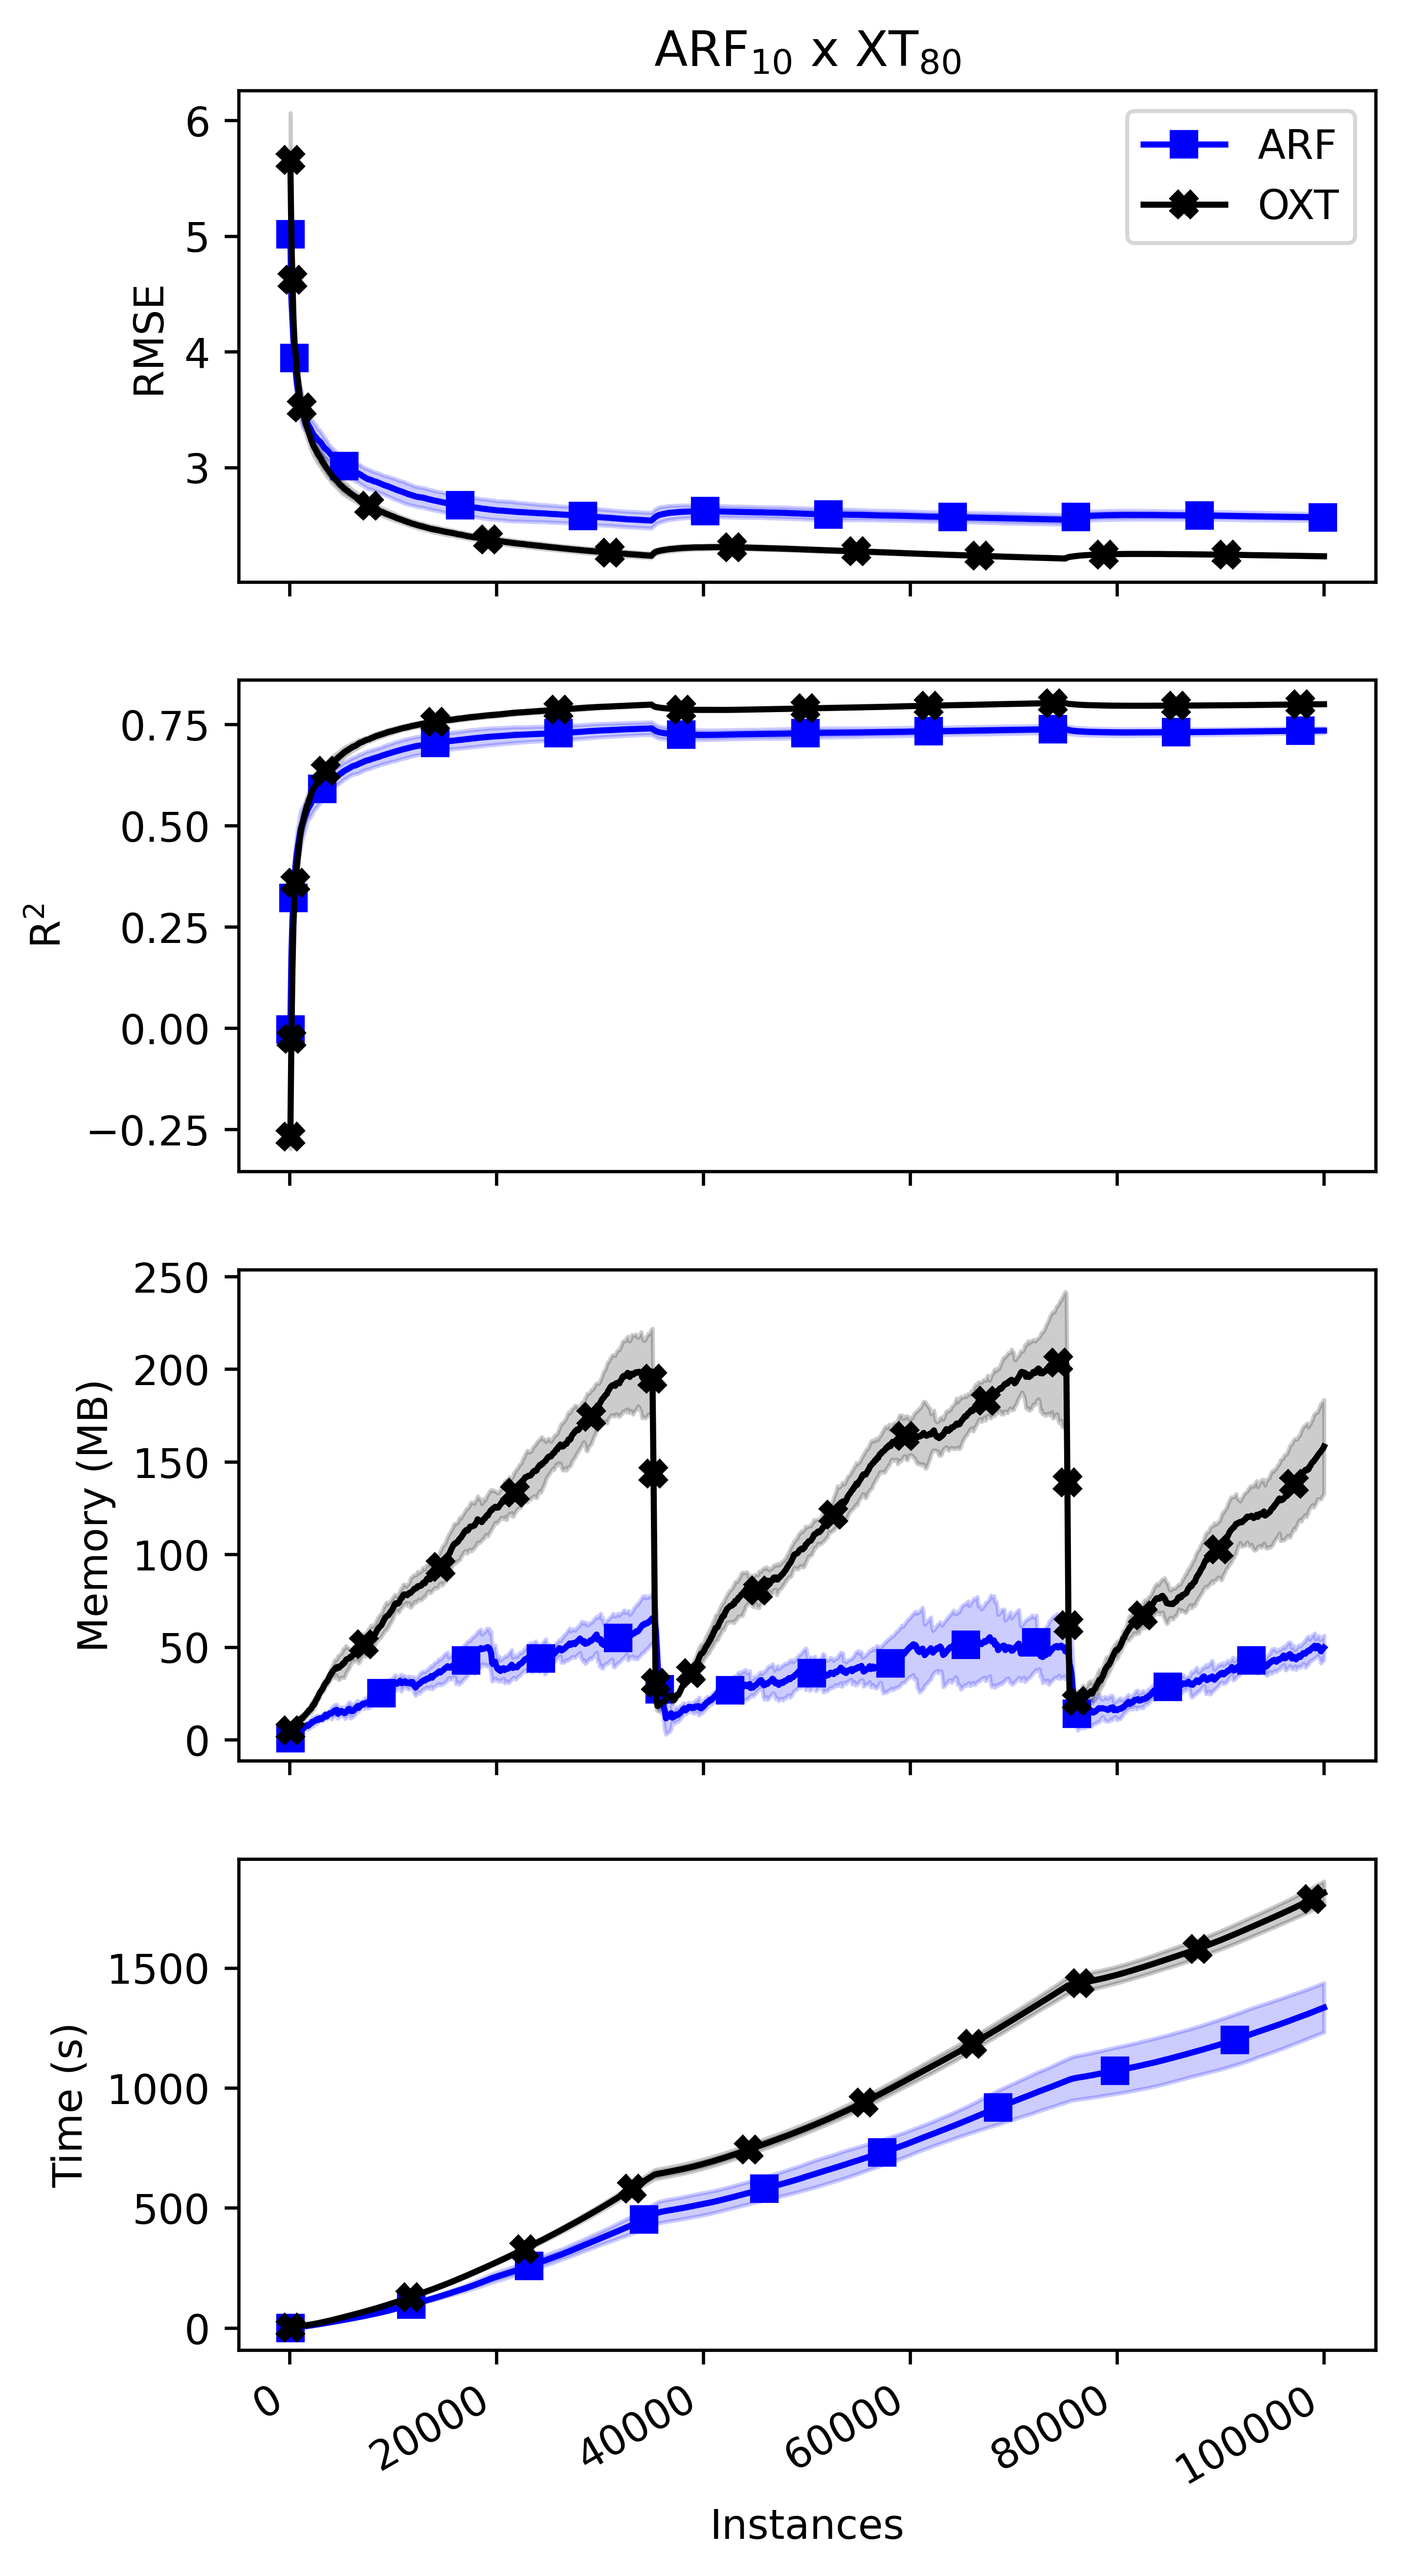 ARF₁₀ x XT₈₀
ARF
OXT
RMSE
6
5
4
3
R²
0.75
0.50
0.25
0.00
−0.25
Memory (MB)
250
200
150
100
50
0
Time (s)
1500
1000
500
0
0 20000 40000 60000 80000 100000
Instances